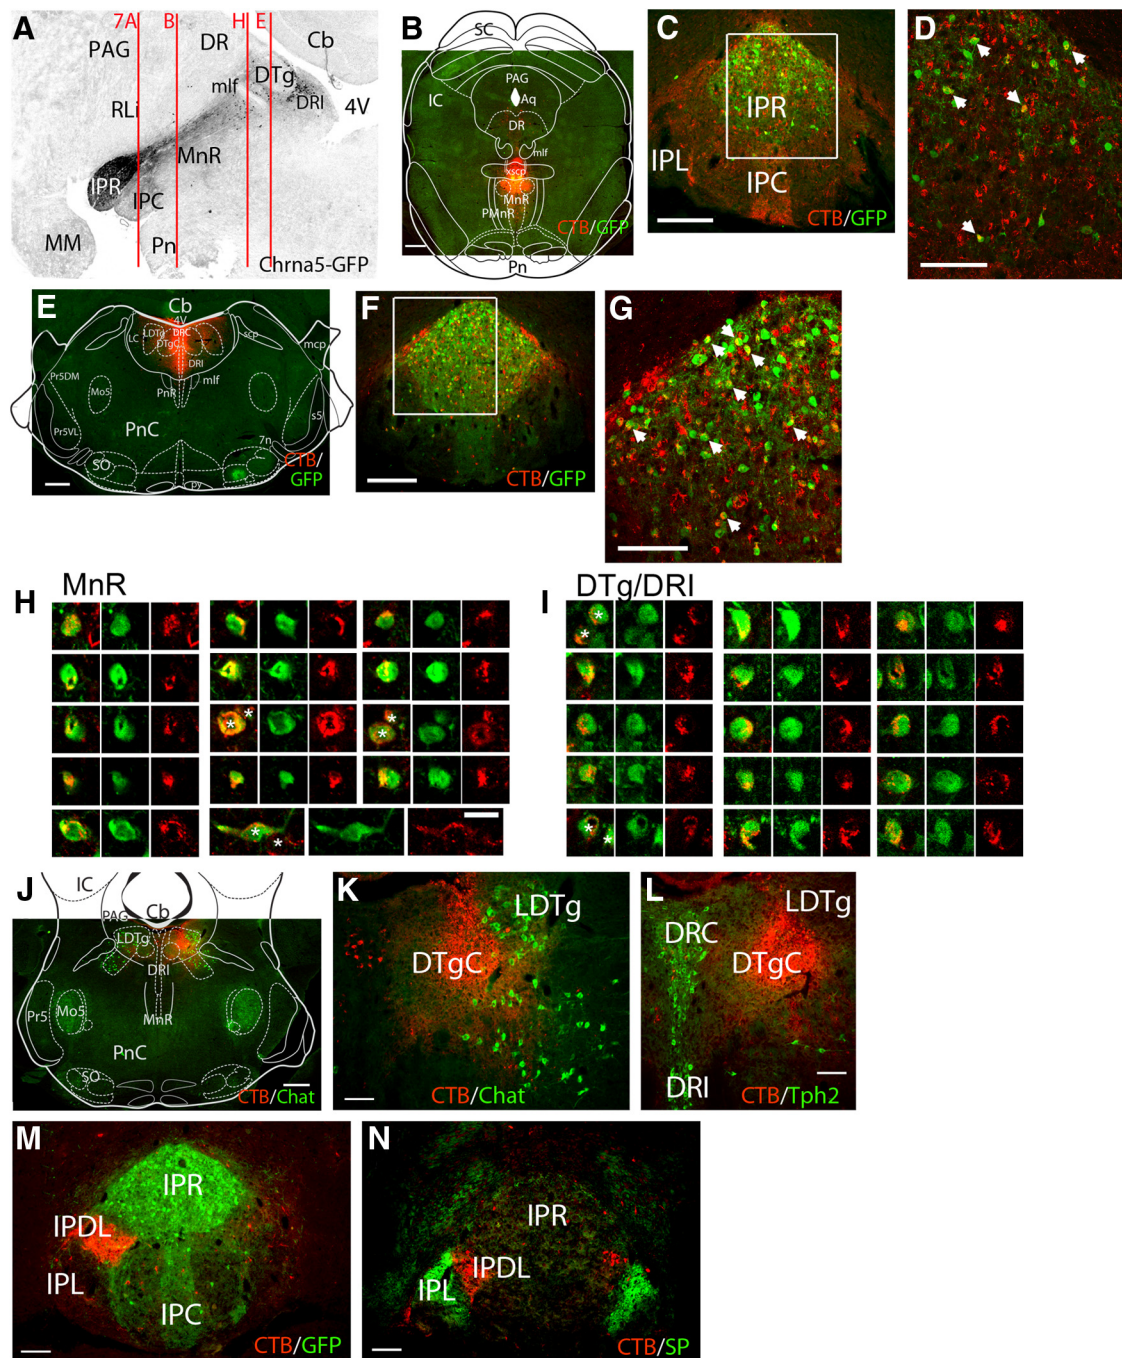 A
7A
B
H
E
PAG
DR
Cb
DTg
mlf
DRI
4V
RLi
MnR
IPR
IPC
MM
Pn
Chrna5-GFP
B
SC
PAG
IC
Aq
DR
mlf
xscp
MnR
PMnR
CTB/GFP
Pn
C
IPR
IPL
IPC
CTB/GFP
D
E
Cb
4V
LC
LDTg
DRC
DTgC
scp
mcp
DRI
Pr5DM
mlf
PnR
Mo5
s5
PnC
Pr5VL
7n
SO
CTB/
GFP
py
F
CTB/GFP
G
H
MnR
* *
*
*
*
*
I
DTg/DRI
*
*
*
*
J
IC
Cb
PAG
LDTg
DRI
Pr5
Mo5
MnR
PnC
SO
CTB/Chat
K
LDTg
DTgC
CTB/Chat
L
LDTg
DRC
DTgC
DRI
CTB/Tph2
M
IPR
IPDL
IPL
IPC
CTB/GFP
N
IPR
IPDL
IPL
CTB/SP